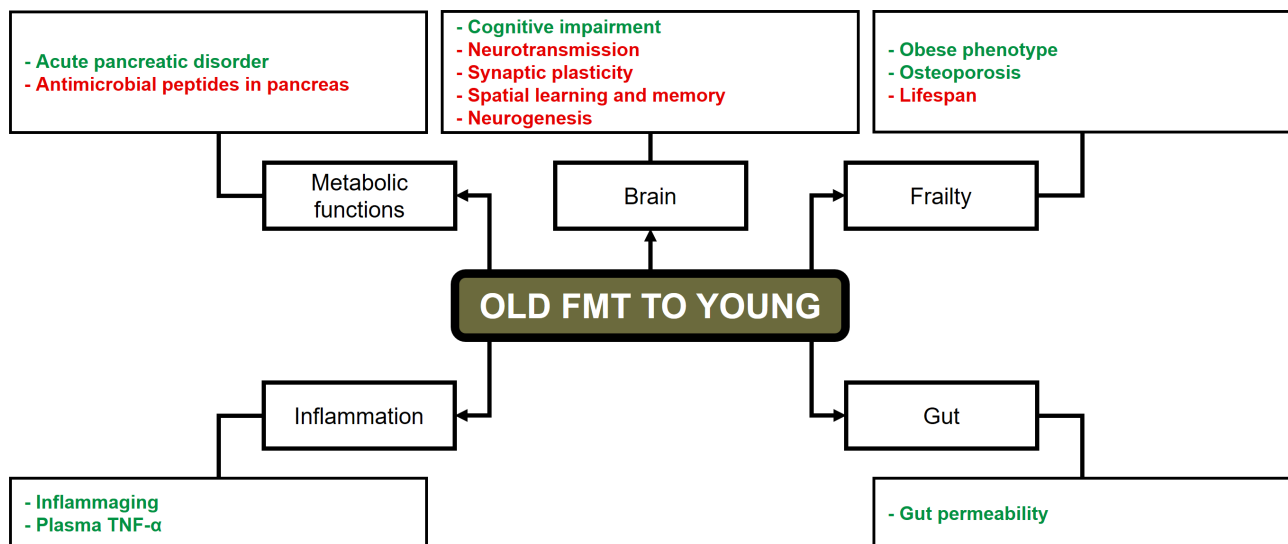 - Acute pancreatic disorder
- Antimicrobial peptides in pancreas
- Cognitive impairment
- Neurotransmission
- Synaptic plasticity
- Spatial learning and memory
- Neurogenesis
- Obese phenotype
- Osteoporosis
- Lifespan
Metabolic
functions
Brain
Frailty
OLD FMT TO YOUNG
Inflammation
Gut
- Inflammaging
- Plasma TNF-α
- Gut permeability